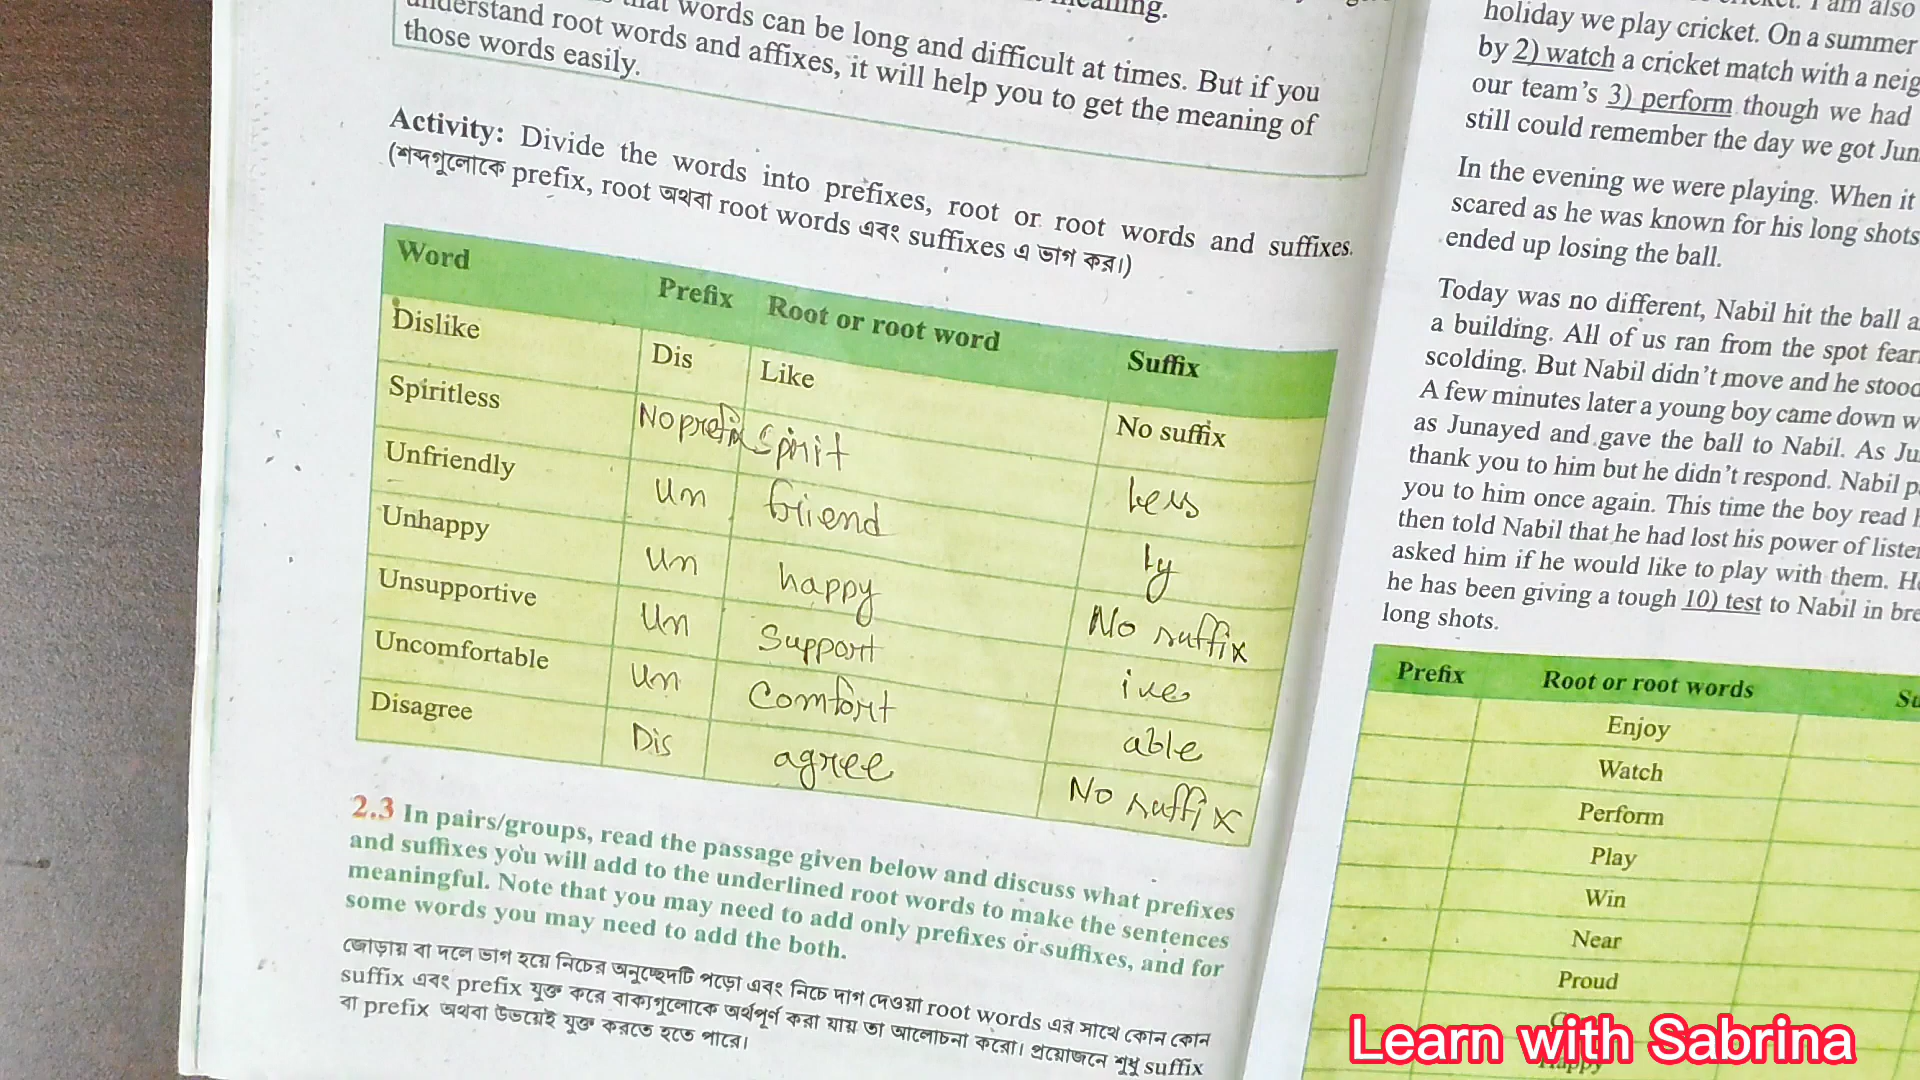 meaning.
that words can be long and difficult at times. But if you
understand root words and affixes, it will help you to get the meaning of
those words easily.
Activity: Divide the words into prefixes, root or root words and suffixes.
(শব্দগুলোকে prefix, root অথবা root words এবং suffixes এ ভাগ কর।)
Word Prefix Root or root word Suffix
Dislike Dis Like No suffix
Spiritless No prefix Spirit less
Unfriendly Un friend ly
Unhappy Un happy No suffix
Unsupportive Un Support ive
Uncomfortable Un Comfort able
Disagree Dis agree No suffix
2.3 In pairs/groups, read the passage given below and discuss what prefixes
and suffixes you will add to the underlined root words to make the sentences
meaningful. Note that you may need to add only prefixes or suffixes, and for
some words you may need to add the both.
জোড়ায় বা দলে ভাগ হয়ে নিচের অনুচ্ছেদটি পড়ো এবং নিচে দাগ দেওয়া root words এর সাথে কোন কোন
suffix এবং prefix যুক্ত করে বাক্যগুলোকে অর্থপূর্ণ করা যায় তা আলোচনা করো। প্রয়োজনে শুধু suffix
বা prefix অথবা উভয়েই যুক্ত করতে হতে পারে।
I am also
holiday we play cricket. On a summer
by 2) watch a cricket match with a
our team's 3) perform though we had
still could remember the day we got
In the evening we were playing. When it
scared as he was known for his long shots
ended up losing the ball.
Today was no different, Nabil hit the ball
a building. All of us ran from the spot
scolding. But Nabil didn't move and he stood
A few minutes later a young boy came down
as Junayed and gave the ball to Nabil. As
thank you to him but he didn't respond. Nabil
you to him once again. This time the boy read
then told Nabil that he had lost his power of
asked him if he would like to play with them.
he has been giving a tough 10) test to Nabil in
long shots.
Prefix Root or root words
Enjoy
Watch
Perform
Play
Win
Near
Proud
Happy
Learn with Sabrina